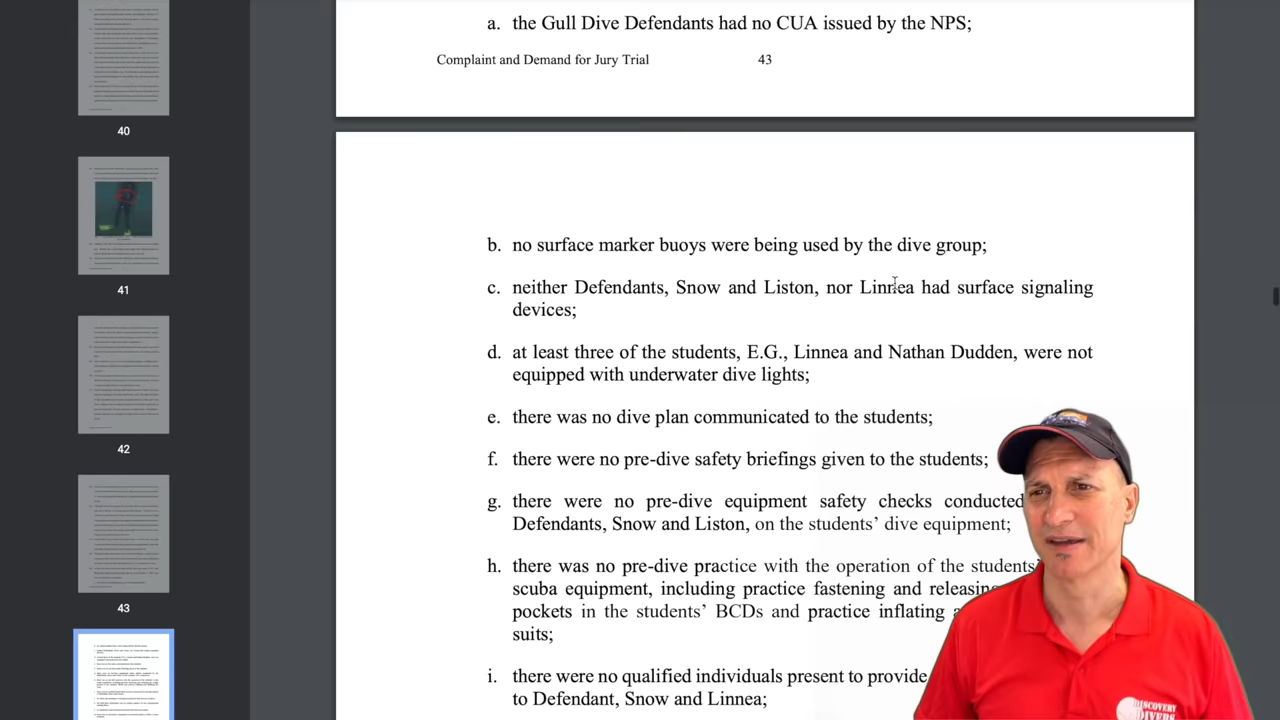 a. the Gull Dive Defendants had no CUA issued by the NPS;
Complaint and Demand for Jury Trial 43
b. no surface marker buoys were being used by the dive group;
c. neither Defendants, Snow and Liston, nor Linnea had surface signaling
devices;
d. at least three of the students, E.G., Linnea and Nathan Dudden, were not
equipped with underwater dive lights;
e. there was no dive plan communicated to the students;
f. there were no pre-dive safety briefings given to the students;
g. there were no pre-dive equipment safety checks conducted
Defendants, Snow and Liston, on the students' dive equipment;
h. there was no pre-dive practice with the operation of the students'
scuba equipment, including practice fastening and releasing
pockets in the students' BCDs and practice inflating
suits;
i. there was no qualified individuals present to provide
to Defendant, Snow and Linnea;
40
41
42
43
DISCOVERY
DIVERS